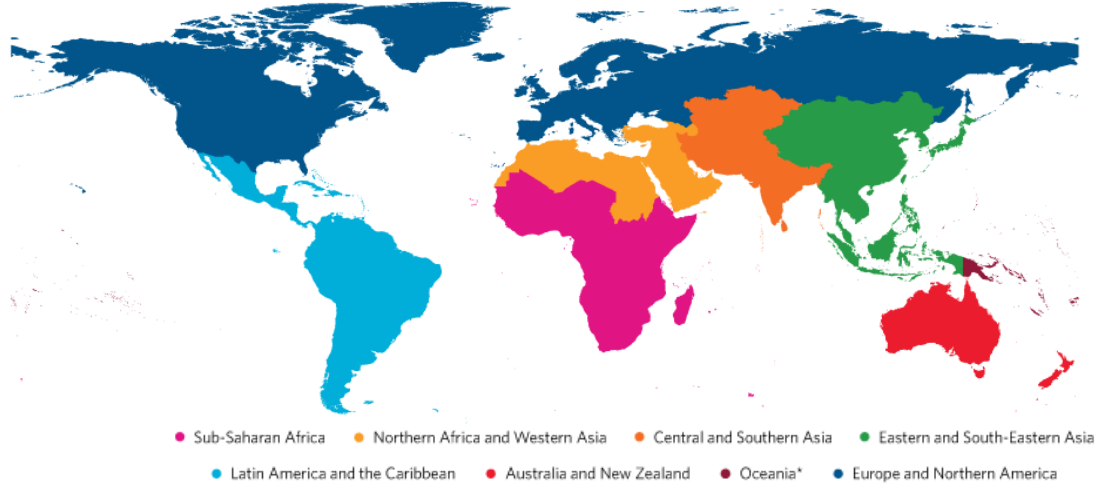 Sub-Saharan Africa Northern Africa and Western Asia Central and Southern Asia Eastern and South-Eastern Asia
Latin America and the Caribbean Australia and New Zealand Oceania* Europe and Northern America